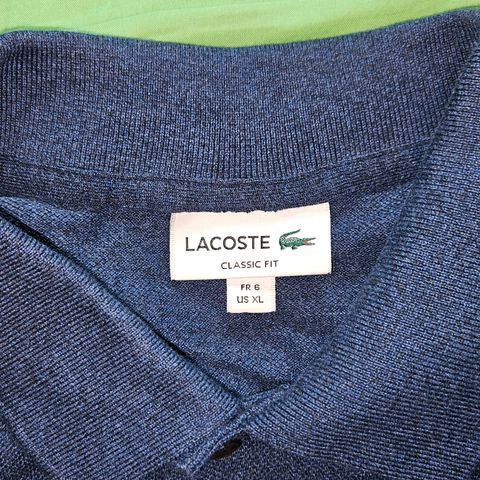 LACOSTE
CLASSIC FIT
FR 6
US XL